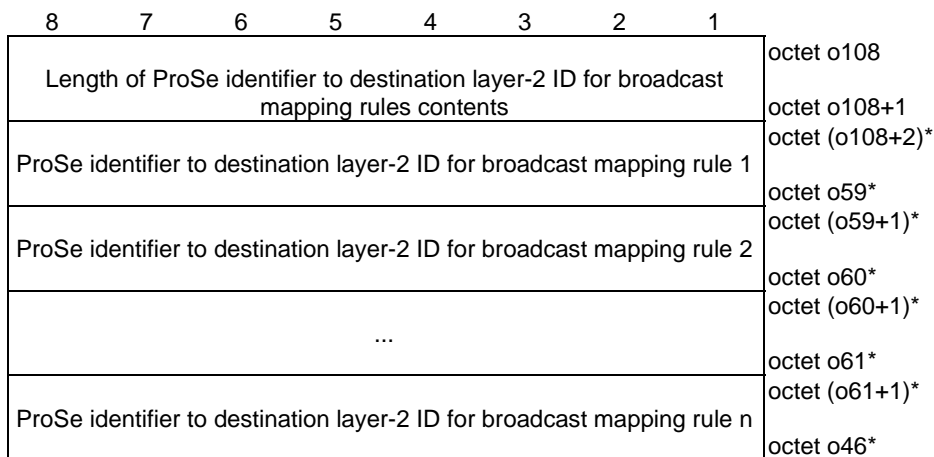 8 7 6 5 4 3 2 1
octet o108
Length of ProSe identifier to destination layer-2 ID for broadcast
mapping rules contents
octet o108+1
octet (o108+2)*
ProSe identifier to destination layer-2 ID for broadcast mapping rule 1
octet o59*
octet (o59+1)*
ProSe identifier to destination layer-2 ID for broadcast mapping rule 2
octet o60*
octet (o60+1)*
...
octet o61*
octet (o61+1)*
ProSe identifier to destination layer-2 ID for broadcast mapping rule n
octet o46*